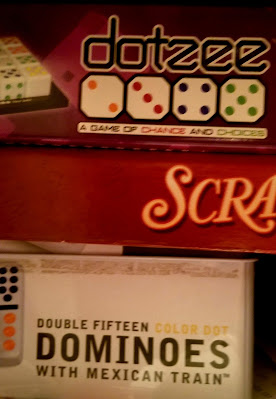 dotzee
A GAME OF CHANCE AND CHOICES
SCRA
DOUBLE FIFTEEN COLOR DOT
DOMINOES
WITH MEXICAN TRAIN™